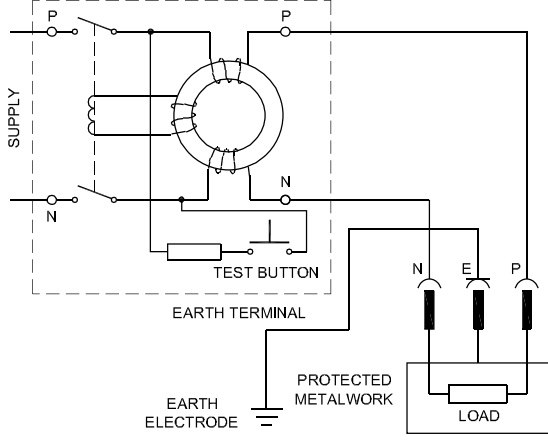 P
P
SUPPLY
N
N
TEST BUTTON
N
E
P
EARTH TERMINAL
PROTECTED
METALWORK
EARTH
ELECTRODE
LOAD